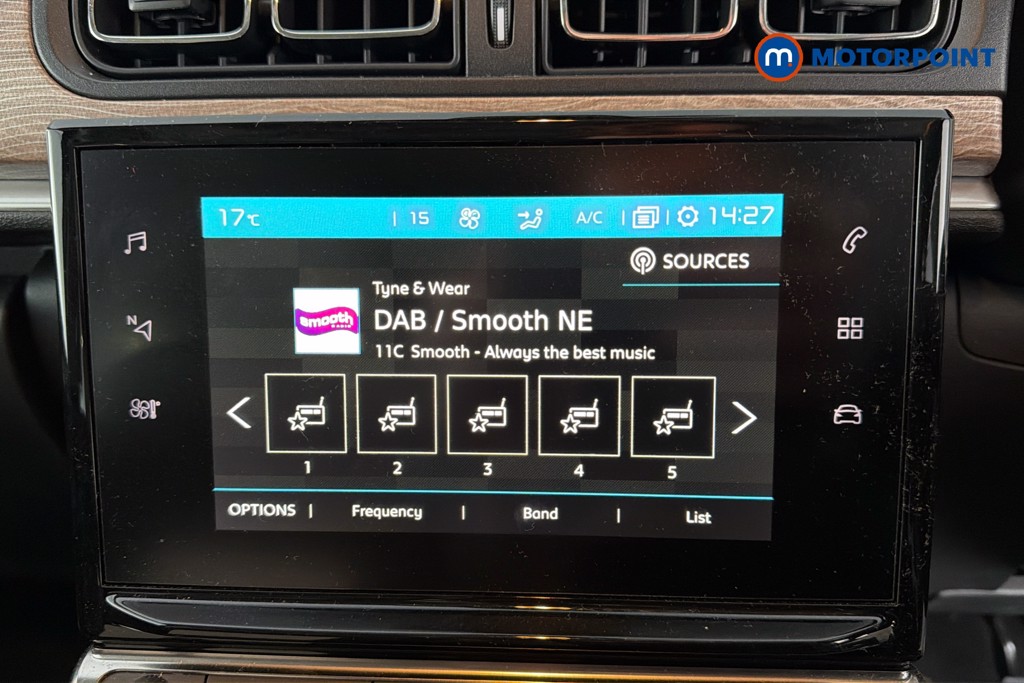 m MOTORPOINT
17°C | 15 A/C | | 14:27
SOURCES
Tyne & Wear
smooth
RADIO
DAB / Smooth NE
11C Smooth - Always the best music
N
1 2 3 4 5
OPTIONS | Frequency | Band | List